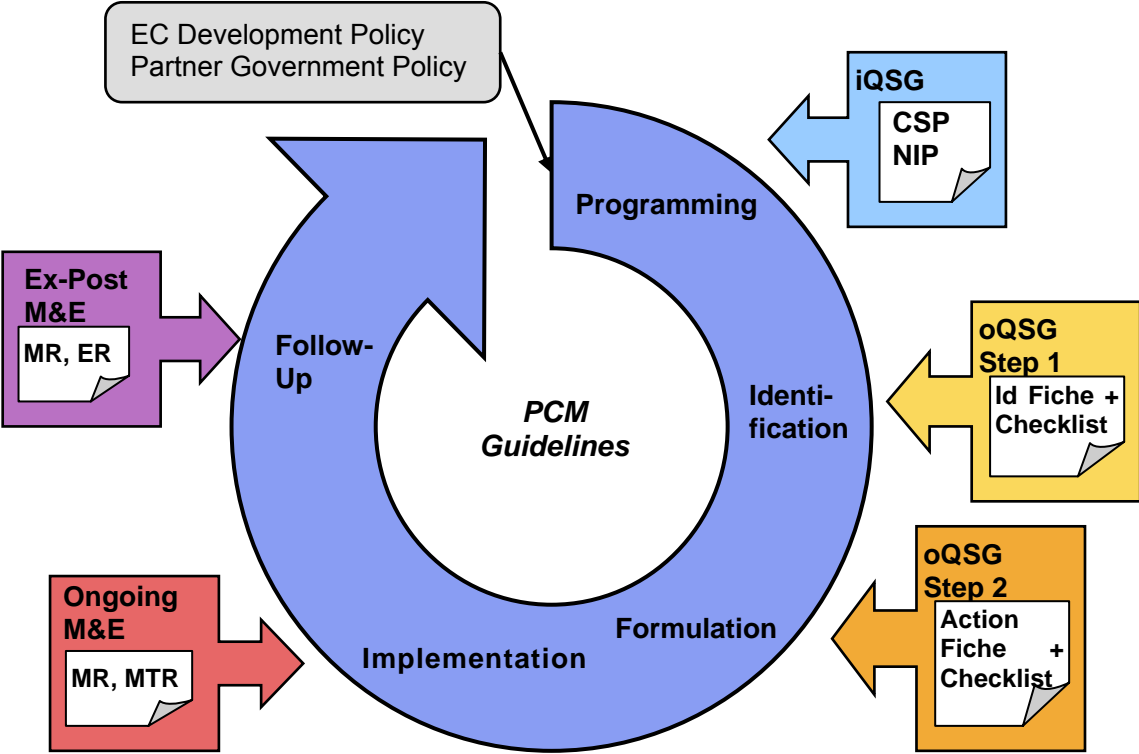 EC Development Policy
Partner Government Policy
iQSG
CSP
NIP
Programming
Ex-Post
M&E
MR, ER
Follow-
Up
PCM
Guidelines
Identi-
fication
oQSG
Step 1
Id Fiche +
Checklist
Ongoing
M&E
MR, MTR
Implementation
Formulation
oQSG
Step 2
Action
Fiche +
Checklist